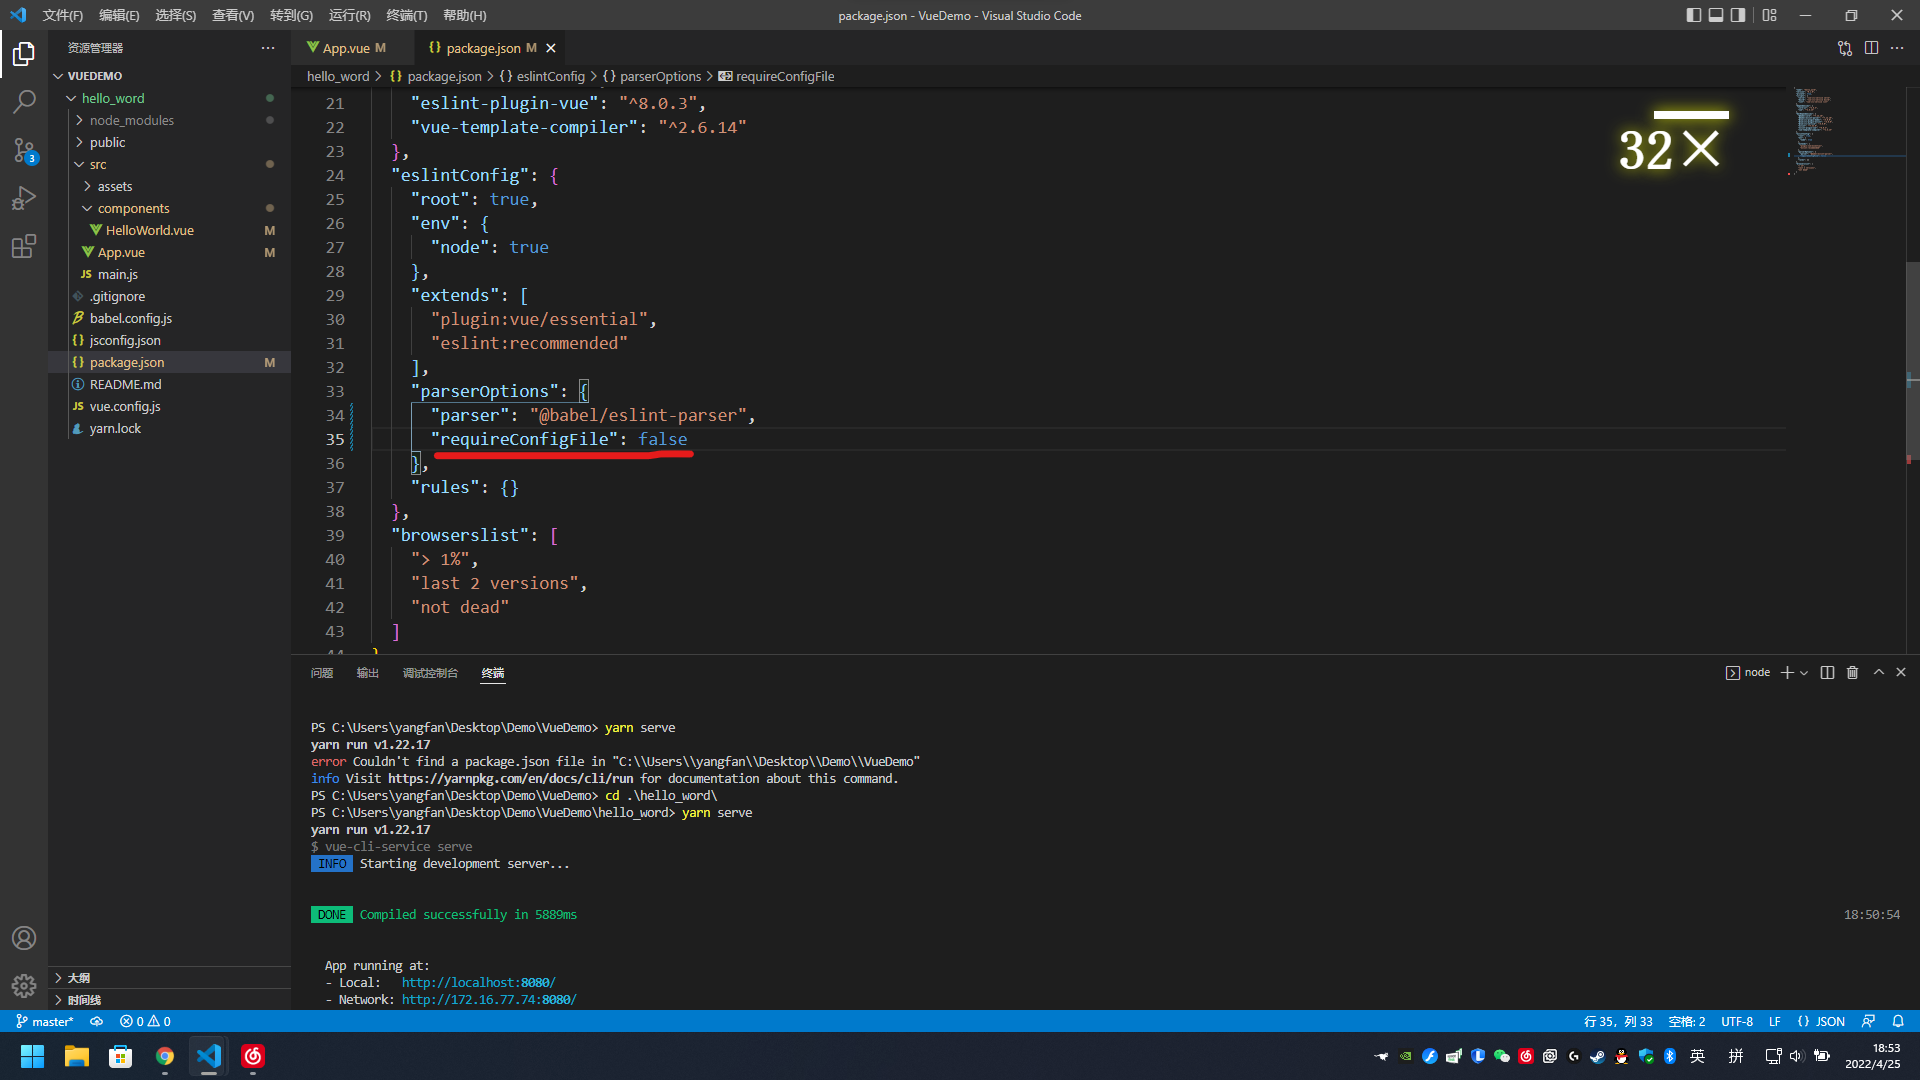 文件(F) 编辑(E) 选择(S) 查看(V) 转到(G) 运行(R) 终端(T) 帮助(H)
package.json - VueDemo - Visual Studio Code
资源管理器
App.vue M
package.json M
VUEDEMO
hello_word > package.json > eslintConfig > parserOptions > requireConfigFile
hello_word
node_modules
public
src
assets
components
HelloWorld.vue M
App.vue M
main.js
.gitignore
babel.config.js
jsconfig.json
package.json M
README.md
vue.config.js
yarn.lock
大纲
时间线
3
21 "eslint-plugin-vue": "^8.0.3",
22 "vue-template-compiler": "^2.6.14"
23 },
24 "eslintConfig": {
25 "root": true,
26 "env": {
27 "node": true
28 },
29 "extends": [
30 "plugin:vue/essential",
31 "eslint:recommended"
32 ],
33 "parserOptions": {
34 "parser": "@babel/eslint-parser",
35 "requireConfigFile": false
36 },
37 "rules": {}
38 },
39 "browserslist": [
40 "> 1%",
41 "last 2 versions",
42 "not dead"
43 ]
44 }
32×
问题 输出 调试控制台 终端
node
PS C:\Users\yangfan\Desktop\Demo\VueDemo> yarn serve
yarn run v1.22.17
error Couldn't find a package.json file in "C:\\Users\\yangfan\\Desktop\\Demo\\VueDemo"
info Visit https://yarnpkg.com/en/docs/cli/run for documentation about this command.
PS C:\Users\yangfan\Desktop\Demo\VueDemo> cd .\hello_word\
PS C:\Users\yangfan\Desktop\Demo\VueDemo\hello_word> yarn serve
yarn run v1.22.17
$ vue-cli-service serve
INFO Starting development server...
DONE Compiled successfully in 5889ms 18:50:54
App running at:
- Local: http://localhost:8080/
- Network: http://172.16.77.74:8080/
master* 0 0
行 35，列 33 空格: 2 UTF-8 LF {} JSON
英 拼
18:53
2022/4/25